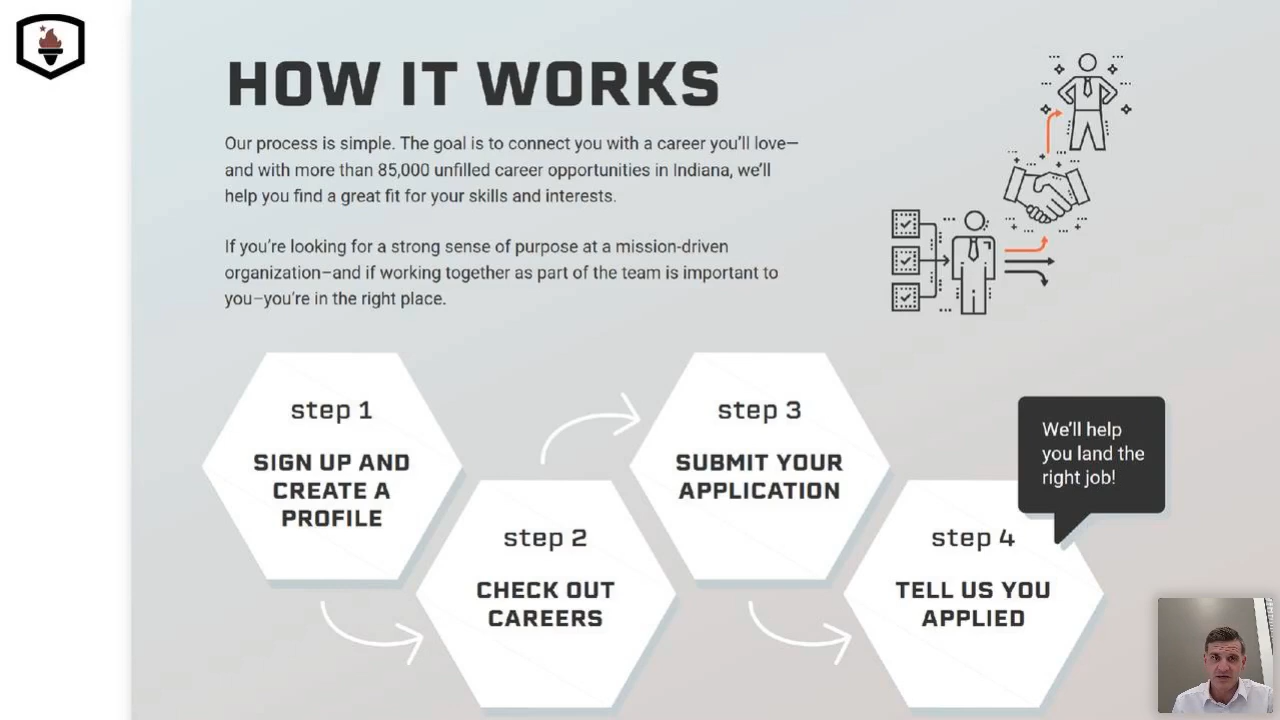 HOW IT WORKS
Our process is simple. The goal is to connect you with a career you'll love—
and with more than 85,000 unfilled career opportunities in Indiana, we'll
help you find a great fit for your skills and interests.
If you're looking for a strong sense of purpose at a mission-driven
organization–and if working together as part of the team is important to
you–you're in the right place.
step 1
SIGN UP AND
CREATE A
PROFILE
step 2
CHECK OUT
CAREERS
step 3
SUBMIT YOUR
APPLICATION
step 4
TELL US YOU
APPLIED
We'll help
you land the
right job!